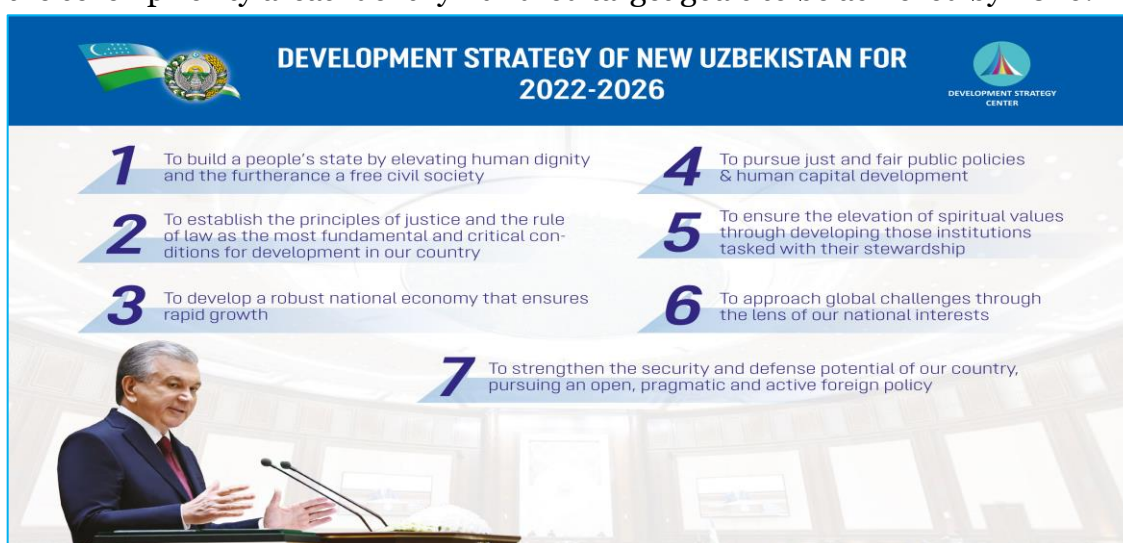 DEVELOPMENT STRATEGY OF NEW UZBEKISTAN FOR
2022-2026
DEVELOPMENT STRATEGY
CENTER
1 To build a people's state by elevating human dignity
and the furtherance a free civil society
2 To establish the principles of justice and the rule
of law as the most fundamental and critical con-
ditions for development in our country
3 To develop a robust national economy that ensures
rapid growth
4 To pursue just and fair public policies
& human capital development
5 To ensure the elevation of spiritual values
through developing those institutions
tasked with their stewardship
6 To approach global challenges through
the lens of our national interests
7 To strengthen the security and defense potential of our country,
pursuing an open, pragmatic and active foreign policy